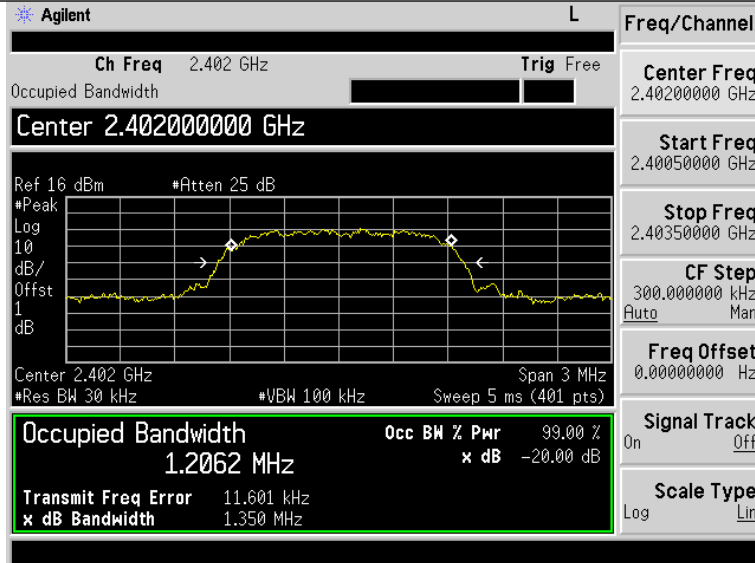 Agilent L
Ch Freq 2.402 GHz Trig Free
Occupied Bandwidth
Center 2.402000000 GHz
Ref 16 dBm #Atten 25 dB
#Peak
Log
10
dB/
Offst
1
dB
Center 2.402 GHz Span 3 MHz
#Res BW 30 kHz #VBW 100 kHz Sweep 5 ms (401 pts)
Occupied Bandwidth Occ BW % Pwr 99.00 %
1.2062 MHz x dB -20.00 dB
Transmit Freq Error 11.601 kHz
x dB Bandwidth 1.350 MHz
Freq/Channel
Center Freq
2.40200000 GHz
Start Freq
2.40050000 GHz
Stop Freq
2.40350000 GHz
CF Step
300.000000 kHz
Auto Man
Freq Offset
0.00000000 Hz
Signal Track
On Off
Scale Type
Log Lin